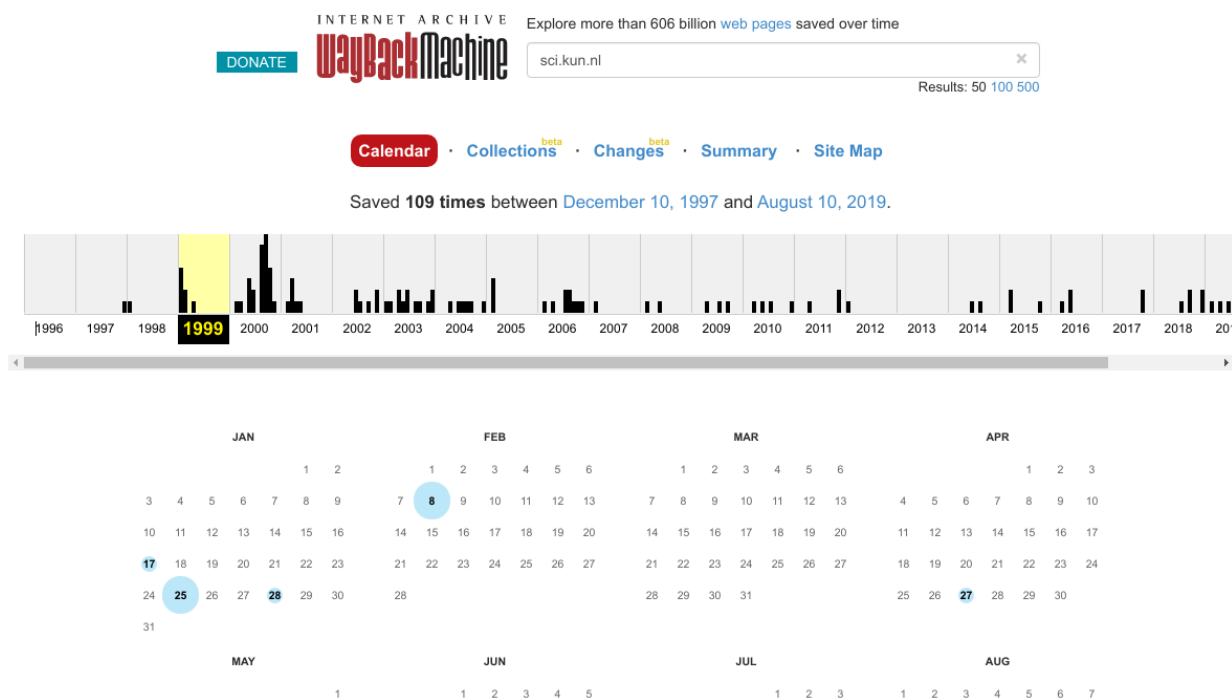 INTERNET ARCHIVE
WayBackMachine
DONATE
Explore more than 606 billion web pages saved over time
sci.kun.nl ×
Results: 50 100 500
Calendar · Collections beta · Changes beta · Summary · Site Map
Saved 109 times between December 10, 1997 and August 10, 2019.
1996 1997 1998 1999 2000 2001 2002 2003 2004 2005 2006 2007 2008 2009 2010 2011 2012 2013 2014 2015 2016 2017 2018 201
JAN
1 2
3 4 5 6 7 8 9
10 11 12 13 14 15 16
17 18 19 20 21 22 23
24 25 26 27 28 29 30
31
FEB
1 2 3 4 5 6
7 8 9 10 11 12 13
14 15 16 17 18 19 20
21 22 23 24 25 26 27
28
MAR
1 2 3 4 5 6
7 8 9 10 11 12 13
14 15 16 17 18 19 20
21 22 23 24 25 26 27
28 29 30 31
APR
1 2 3
4 5 6 7 8 9 10
11 12 13 14 15 16 17
18 19 20 21 22 23 24
25 26 27 28 29 30
MAY
1
JUN
1 2 3 4 5
JUL
1 2 3
AUG
1 2 3 4 5 6 7